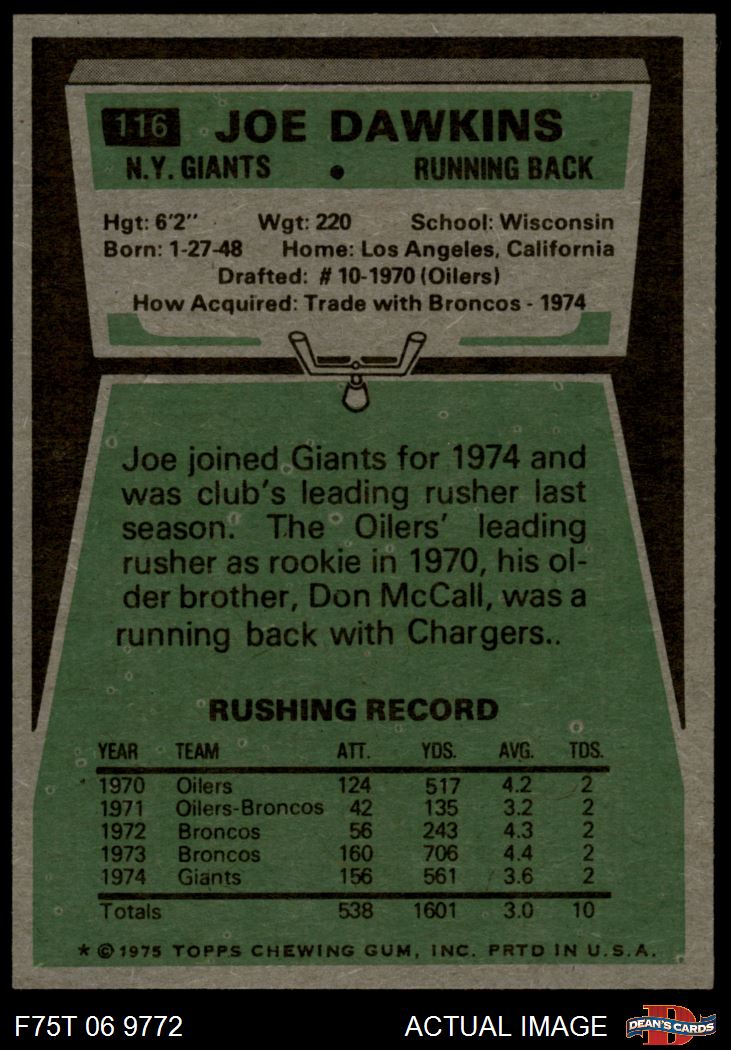 116 JOE DAWKINS
N.Y. GIANTS • RUNNING BACK
Hgt: 6'2" Wgt: 220 School: Wisconsin
Born: 1-27-48 Home: Los Angeles, California
Drafted: #10-1970 (Oilers)
How Acquired: Trade with Broncos - 1974
Joe joined Giants for 1974 and
was club's leading rusher last
season. The Oilers' leading
rusher as rookie in 1970, his ol-
der brother, Don McCall, was a
running back with Chargers..
RUSHING RECORD
YEAR TEAM ATT. YDS. AVG. TDS.
1970 Oilers 124 517 4.2 2
1971 Oilers-Broncos 42 135 3.2 2
1972 Broncos 56 243 4.3 2
1973 Broncos 160 706 4.4 2
1974 Giants 156 561 3.6 2
Totals 538 1601 3.0 10
* © 1975 TOPPS CHEWING GUM, INC. PRTD IN U.S.A.
F75T 06 9772 ACTUAL IMAGE D DEAN'S CARDS